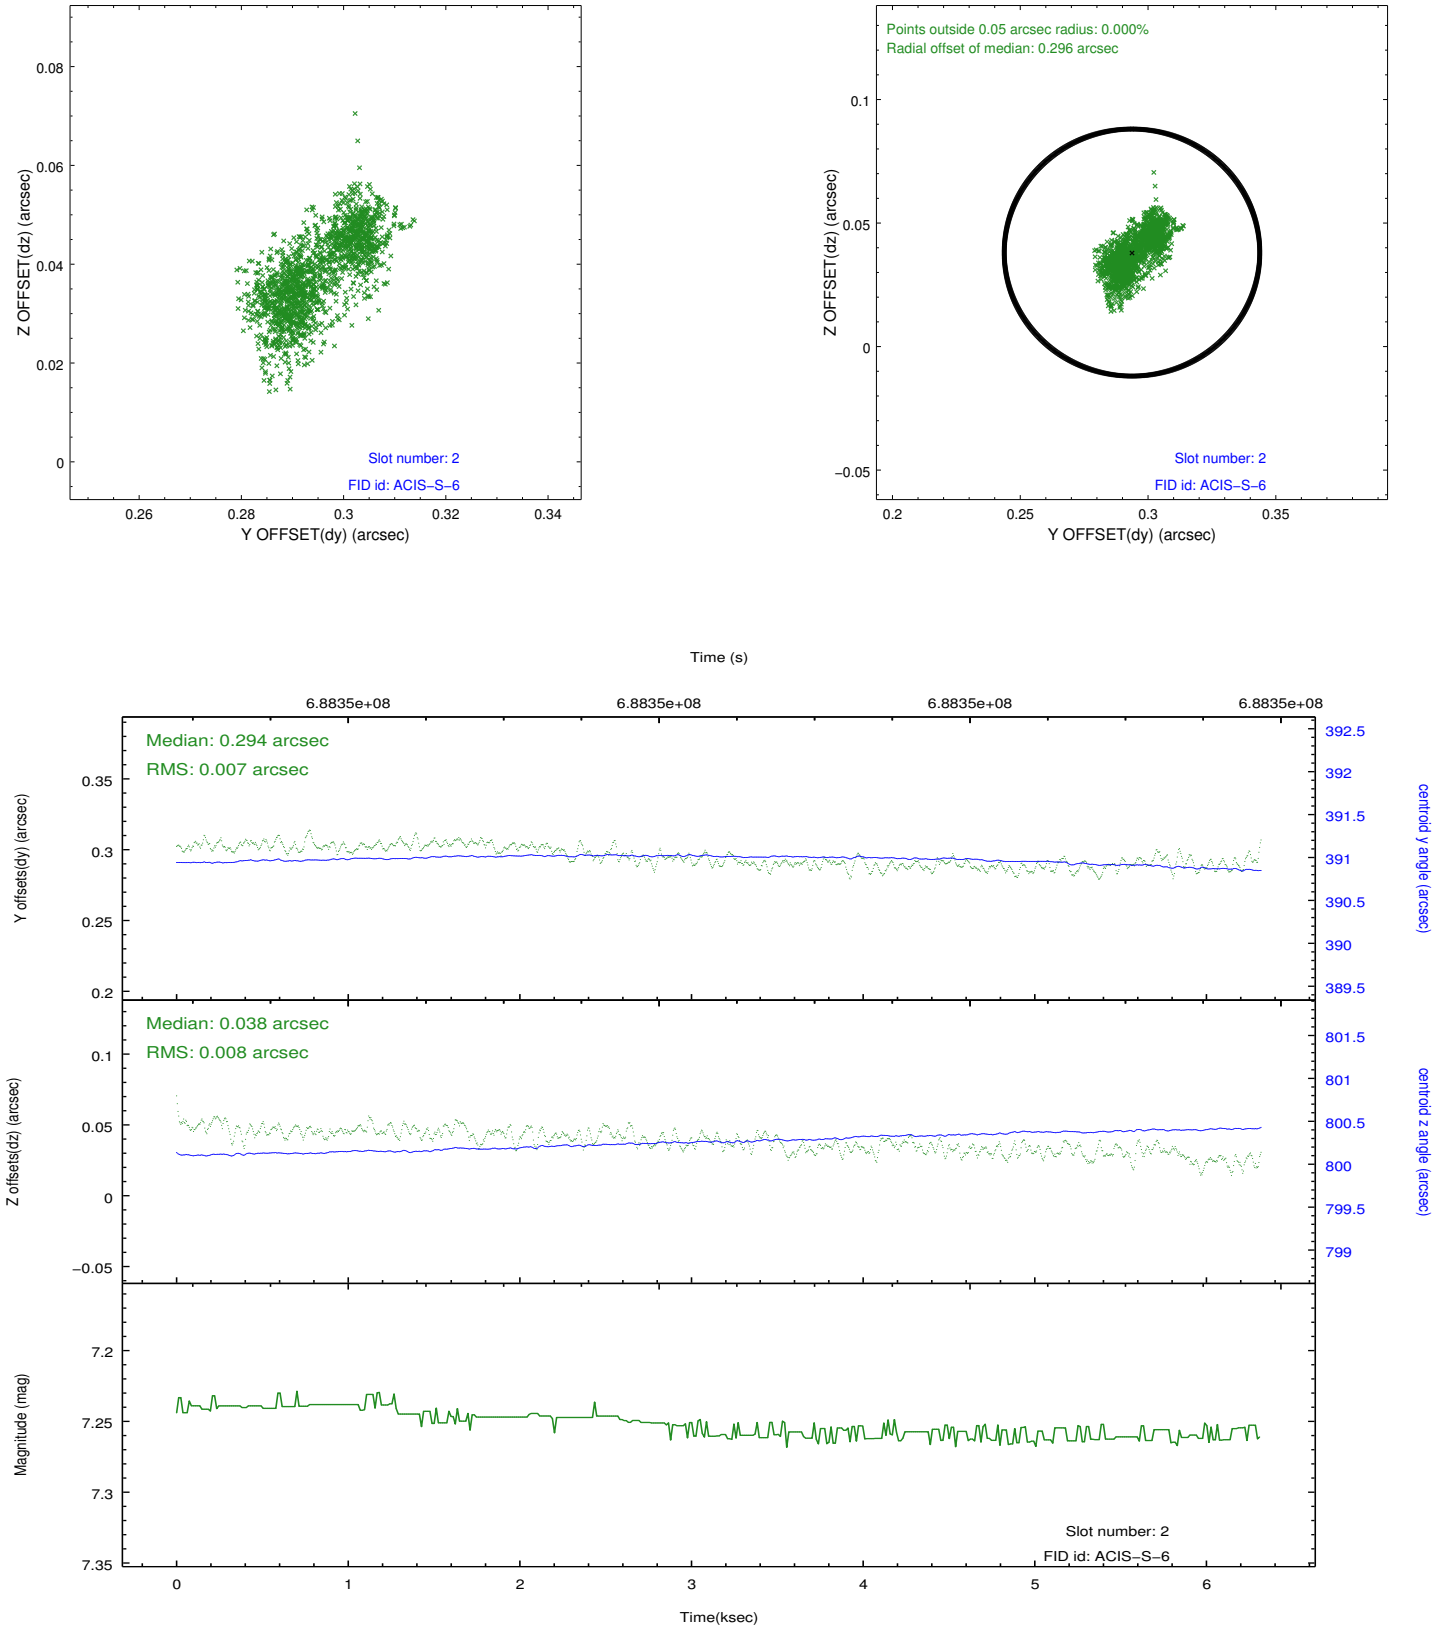 0.08
0.06
0.04
0.02
0
Z OFFSET(dz) (arcsec)
Slot number: 2
FID id: ACIS−S−6
0.26 0.28 0.3 0.32 0.34
Y OFFSET(dy) (arcsec)
Points outside 0.05 arcsec radius: 0.000%
Radial offset of median: 0.296 arcsec
0.1
0.05
0
−0.05
Z OFFSET(dz) (arcsec)
Slot number: 2
FID id: ACIS−S−6
0.2 0.25 0.3 0.35
Y OFFSET(dy) (arcsec)
Time (s)
6.8835e+08 6.8835e+08 6.8835e+08 6.8835e+08
Median: 0.294 arcsec
RMS: 0.007 arcsec
0.35
0.3
0.25
0.2
Y offsets(dy) (arcsec)
392.5
392
391.5
391
390.5
390
389.5
centroid y angle (arcsec)
Median: 0.038 arcsec
RMS: 0.008 arcsec
0.1
0.05
0
−0.05
Z offsets(dz) (arcsec)
801.5
801
800.5
800
799.5
799
centroid z angle (arcsec)
7.2
7.25
7.3
7.35
Magnitude (mag)
Slot number: 2
FID id: ACIS−S−6
0 1 2 3 4 5 6
Time(ksec)